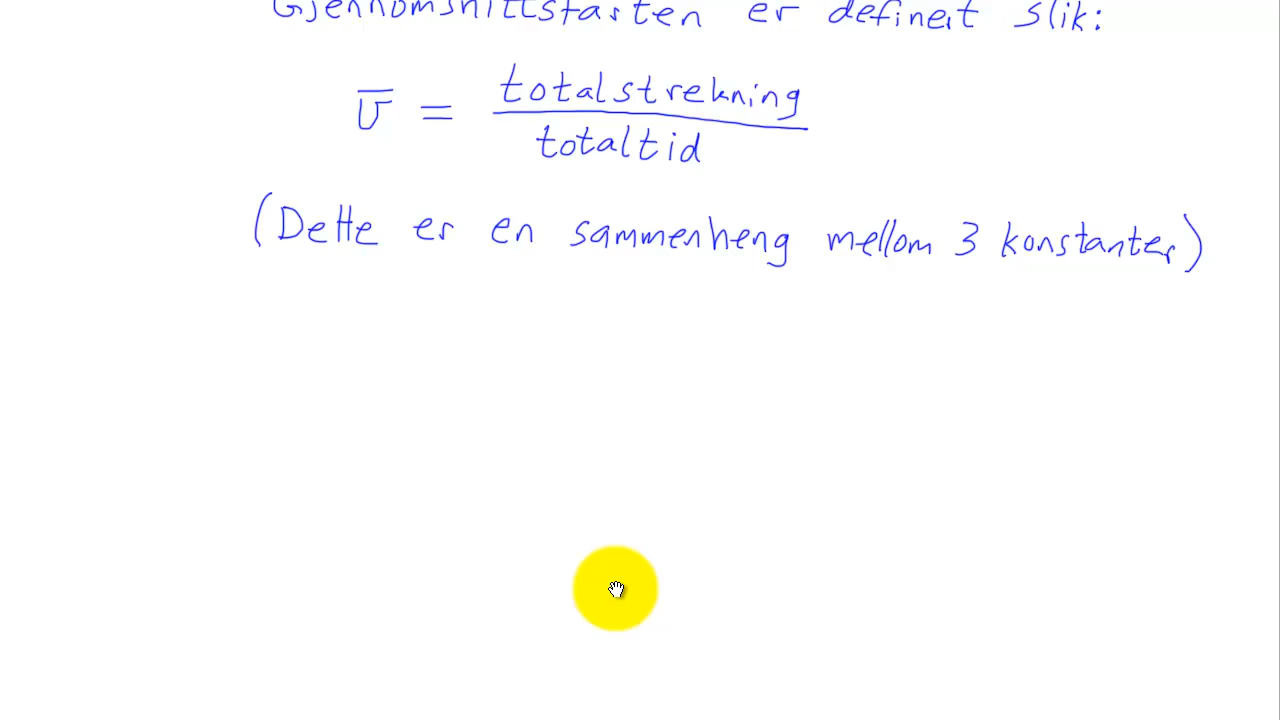 Gjennomsnittsfarten er definert slik:
v̅ = totalstrekning
totaltid
(Dette er en sammenheng mellom 3 konstanter)